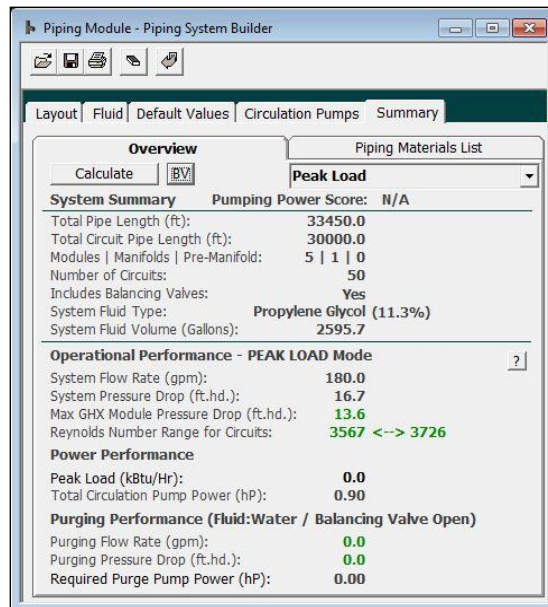 Piping Module - Piping System Builder
Layout Fluid Default Values Circulation Pumps Summary
Overview Piping Materials List
Calculate BV Peak Load
System Summary Pumping Power Score: N/A
Total Pipe Length (ft): 33450.0
Total Circuit Pipe Length (ft): 30000.0
Modules | Manifolds | Pre-Manifold: 5 | 1 | 0
Number of Circuits: 50
Includes Balancing Valves: Yes
System Fluid Type: Propylene Glycol (11.3%)
System Fluid Volume (Gallons): 2595.7
Operational Performance - PEAK LOAD Mode ?
System Flow Rate (gpm): 180.0
System Pressure Drop (ft.hd.): 16.7
Max GHX Module Pressure Drop (ft.hd.): 13.6
Reynolds Number Range for Circuits: 3567 <--> 3726
Power Performance
Peak Load (kBtu/Hr): 0.0
Total Circulation Pump Power (hP): 0.90
Purging Performance (Fluid:Water / Balancing Valve Open)
Purging Flow Rate (gpm): 0.0
Purging Pressure Drop (ft.hd.): 0.0
Required Purge Pump Power (hP): 0.00